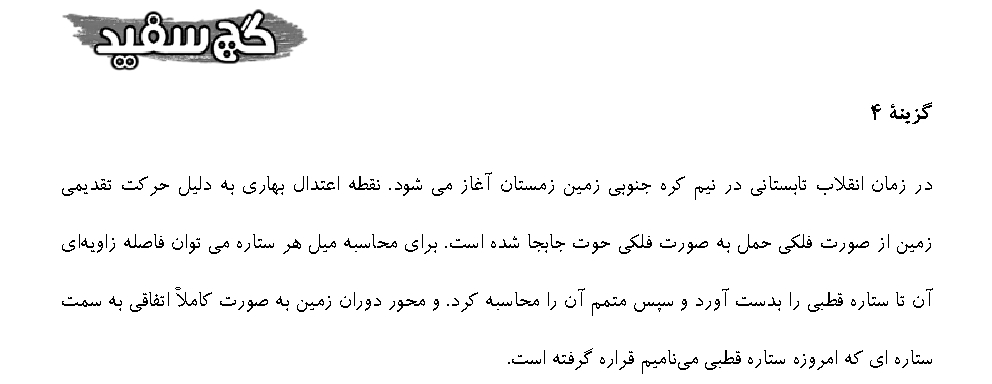 گچ سفید
گزینهٔ ۴
در زمان انقلاب تابستانی در نیم کره جنوبی زمین زمستان آغاز می شود. نقطه اعتدال بهاری به دلیل حرکت تقدیمی
زمین از صورت فلکی حمل به صورت فلکی حوت جابجا شده است. برای محاسبه میل هر ستاره می توان فاصله زاویه‌ای
آن تا ستاره قطبی را بدست آورد و سپس متمم آن را محاسبه کرد. و محور دوران زمین به صورت کاملاً اتفاقی به سمت
ستاره ای که امروزه ستاره قطبی می‌نامیم قراره گرفته است.